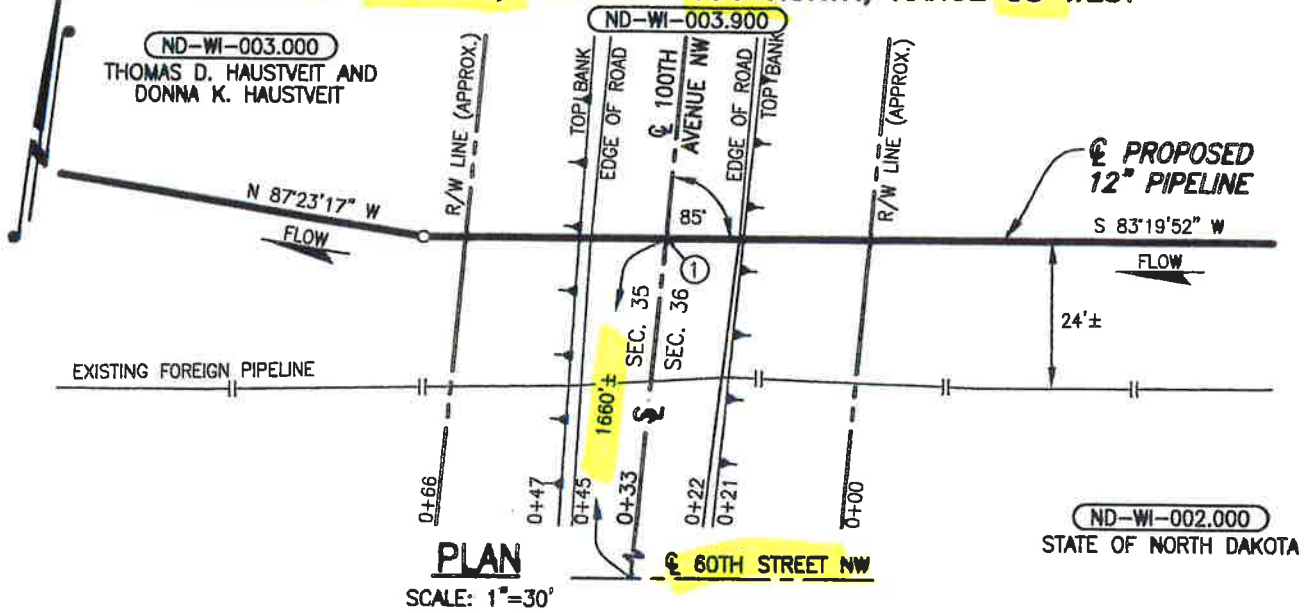 ND-WI-003.900
ND-WI-003.000
THOMAS D. HAUSTVEIT AND
DONNA K. HAUSTVEIT
R/W LINE (APPROX.)
TOP BANK
EDGE OF ROAD
℄ 100TH
AVENUE NW
EDGE OF ROAD
TOP BANK
R/W LINE (APPROX.)
℄ PROPOSED
12" PIPELINE
N
N 87°23'17" W
FLOW
85°
S 83°19'52" W
FLOW
1
SEC. 35
SEC. 36
24'±
EXISTING FOREIGN PIPELINE
1660'±
0+66
0+47
0+45
0+33
0+22
0+21
0+00
ND-WI-002.000
STATE OF NORTH DAKOTA
PLAN
℄ 60TH STREET NW
SCALE: 1"=30'